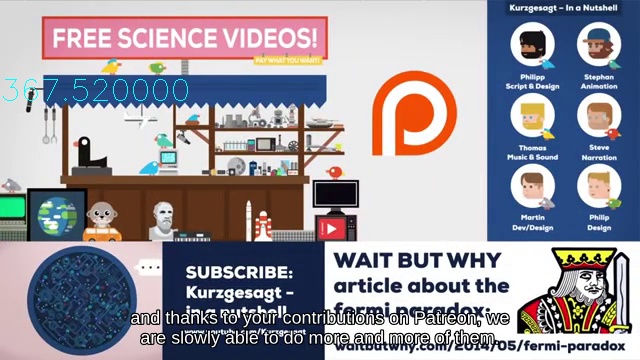 FREE SCIENCE VIDEOS!
PAY WHAT YOU WANT!
367.520000
Kurzgesagt – In a Nutshell
Philipp
Script & Design
Stephan
Animation
Thomas
Music & Sound
Steve
Narration
Martin
Dev/Design
Philip
Design
SUBSCRIBE:
Kurzgesagt –
in a nutshell
WAIT BUT WHY
article about the
fermi paradox:
waitbutwhy.com/2014/05/fermi-paradox
and thanks to your contributions on Patreon, we
are slowly able to do more and more of them.